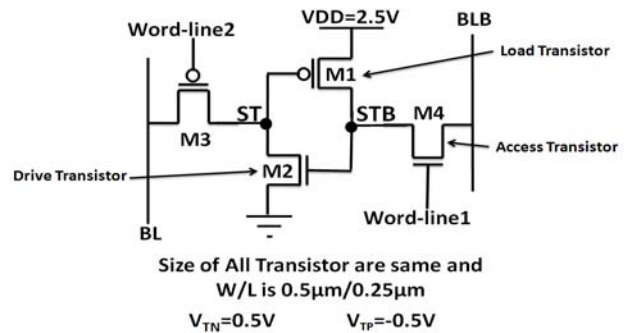 Word-line2
VDD=2.5V
BLB
Load Transistor
M1
ST
STB
M4
M3
Access Transistor
Drive Transistor
M2
Word-line1
BL
Size of All Transistor are same and
W/L is 0.5µm/0.25µm
VTN=0.5V VTP=-0.5V